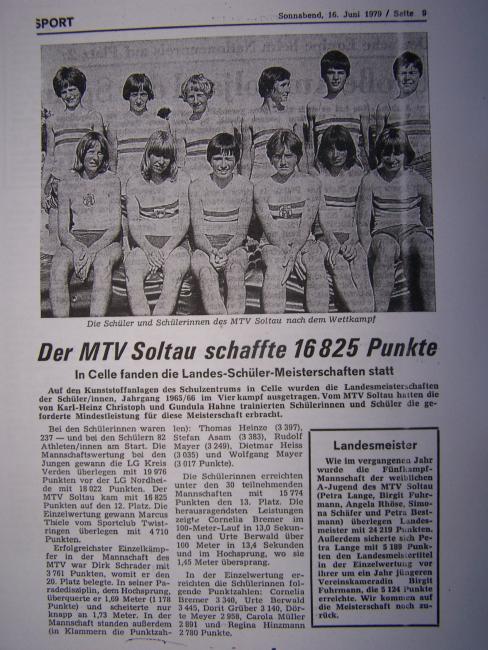 SPORT
Sonnabend, 16. Juni 1979 / Seite 9
Die Schüler und Schülerinnen des MTV Soltau nach dem Wettkampf
Der MTV Soltau schaffte 16 825 Punkte
In Celle fanden die Landes-Schüler-Meisterschaften statt
Auf den Kunststoffanlagen des Schulzentrums in Celle wurden die Landesmeisterschaften
der Schüler/innen, Jahrgang 1965/66 im Vierkampf ausgetragen. Vom MTV Soltau hatten die
von Karl-Heinz Christoph und Gundula Hahne trainierten Schülerinnen und Schüler die ge-
forderte Mindestleistung für diese Meisterschaft erbracht.
Bei den Schülerinnen waren
237 — und bei den Schülern 82
Athleten/innen am Start. Die
Mannschaftswertung bei den
Jungen gewann die LG Kreis
Verden überlegen mit 19 976
Punkten vor der LG Nordhei-
de mit 18 022 Punkten. Der
MTV Soltau kam mit 16 825
Punkten auf den 12. Platz. Die
Einzelwertung gewann Marcus
Thiele vom Sportclub Twist-
ringen überlegen mit 4 710
Punkten.
Erfolgreichster Einzelkämp-
fer in der Mannschaft des
MTV war Dirk Schrader mit
3 761 Punkten, womit er den
20. Platz belegte. In seiner Pa-
radedisziplin, dem Hochsprung,
überquerte er 1,69 Meter (1 178
Punkte) und scheiterte nur
knapp an 1,73 Meter. In der
Mannschaft standen außerdem
(in Klammern die Punktzah-
len): Thomas Heinze (3 397),
Stefan Asam (3 383), Rudolf
Mayer (3 249), Dietmar Heiss
(3 035) und Wolfgang Mayer
(3 017 Punkte).
Die Schülerinnen erreichten
unter den 30 teilnehmenden
Mannschaften mit 15 774
Punkten den 13. Platz. Die
herausragendsten Leistungen
zeigte Cornelia Bremer im
100-Meter-Lauf in 13,0 Sekun-
den und Urte Berwald über
100 Meter in 13,4 Sekunden
und im Hochsprung, wo sie
1,45 Meter übersprang.
In der Einzelwertung er-
reichten die Schülerinnen fol-
gende Punktzahlen: Cornelia
Bremer 3 340, Urte Berwald
3 445, Dorit Grüber 3 140, Dör-
te Meyer 2 958, Carola Müller
2 891 und Regina Hinzmann
2 780 Punkte.
Landesmeister
Wie im vergangenen Jahr
wurde die Fünfkampf-
Mannschaft der weiblichen
A-Jugend des MTV Soltau
(Petra Lange, Birgit Fuhr-
mann, Angela Rhöse, Simo-
na Schäfer und Petra Best-
mann) überlegen Landes-
meister mit 24 219 Punkten.
Außerdem sicherte sich Pe-
tra Lange mit 5 189 Punk-
ten den Landesmeistertitel
in der Einzelwertung vor
ihrer um ein Jahr jüngeren
Vereinskameradin Birgit
Fuhrmann, die 5 124 Punkte
erreichte. Wir kommen auf
die Meisterschaft noch zu-
rück.